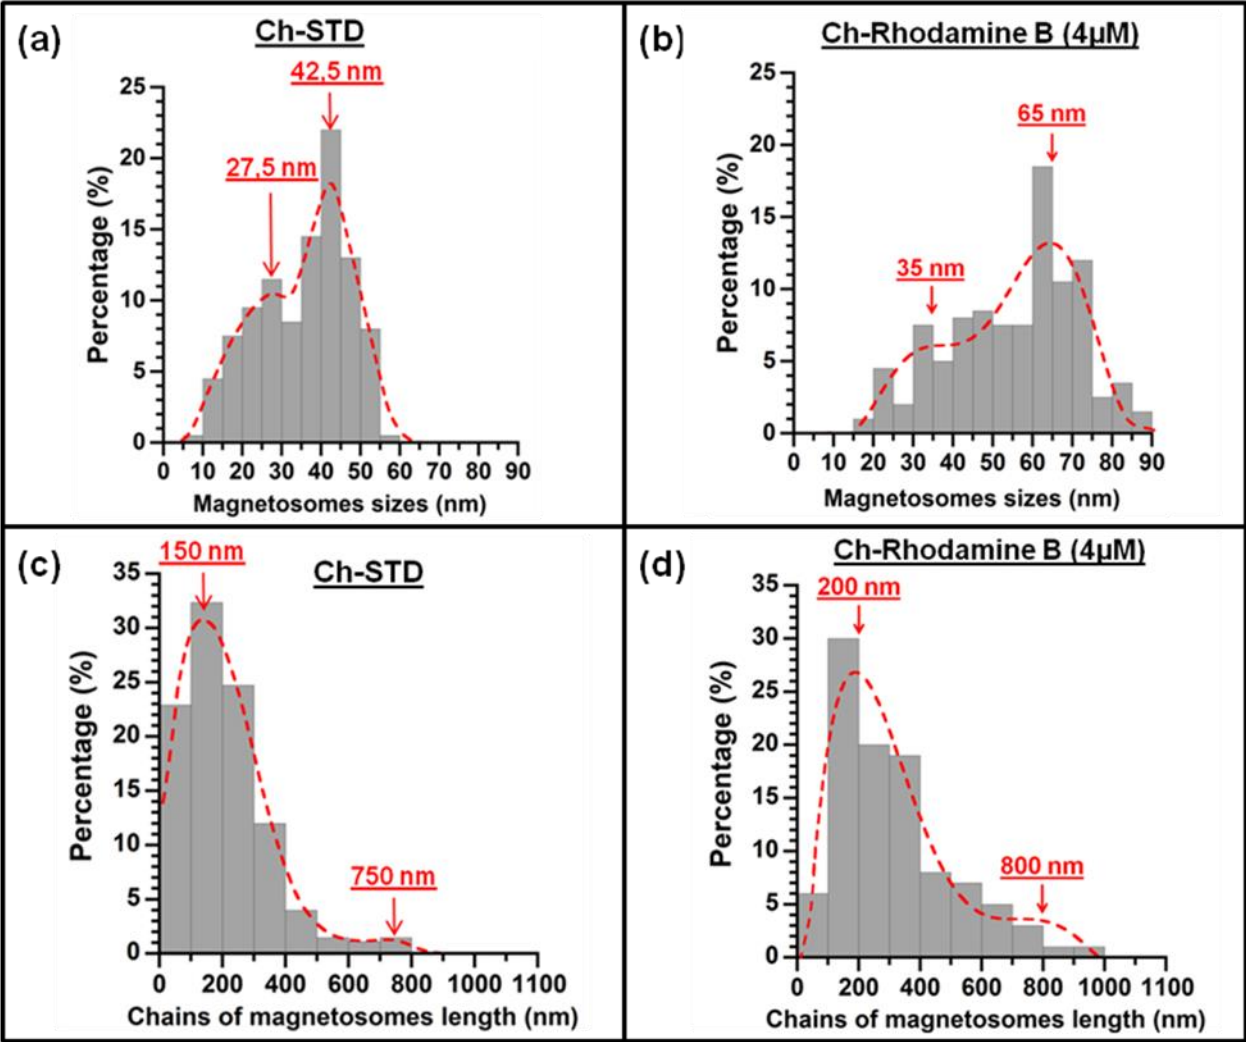 (a)
Ch-STD
42,5 nm
27,5 nm
25
20
15
10
5
0
Percentage (%)
0 10 20 30 40 50 60 70 80 90
Magnetosomes sizes (nm)
(b)
Ch-Rhodamine B (4μM)
65 nm
35 nm
25
20
15
10
5
0
Percentage (%)
0 10 20 30 40 50 60 70 80 90
Magnetosomes sizes (nm)
(c)
150 nm
Ch-STD
750 nm
35
30
25
20
15
10
5
0
Percentage (%)
0 200 400 600 800 1000 1100
Chains of magnetosomes length (nm)
(d)
Ch-Rhodamine B (4μM)
200 nm
800 nm
35
30
25
20
15
10
5
0
Percentage (%)
0 200 400 600 800 1000 1100
Chains of magnetosomes length (nm)